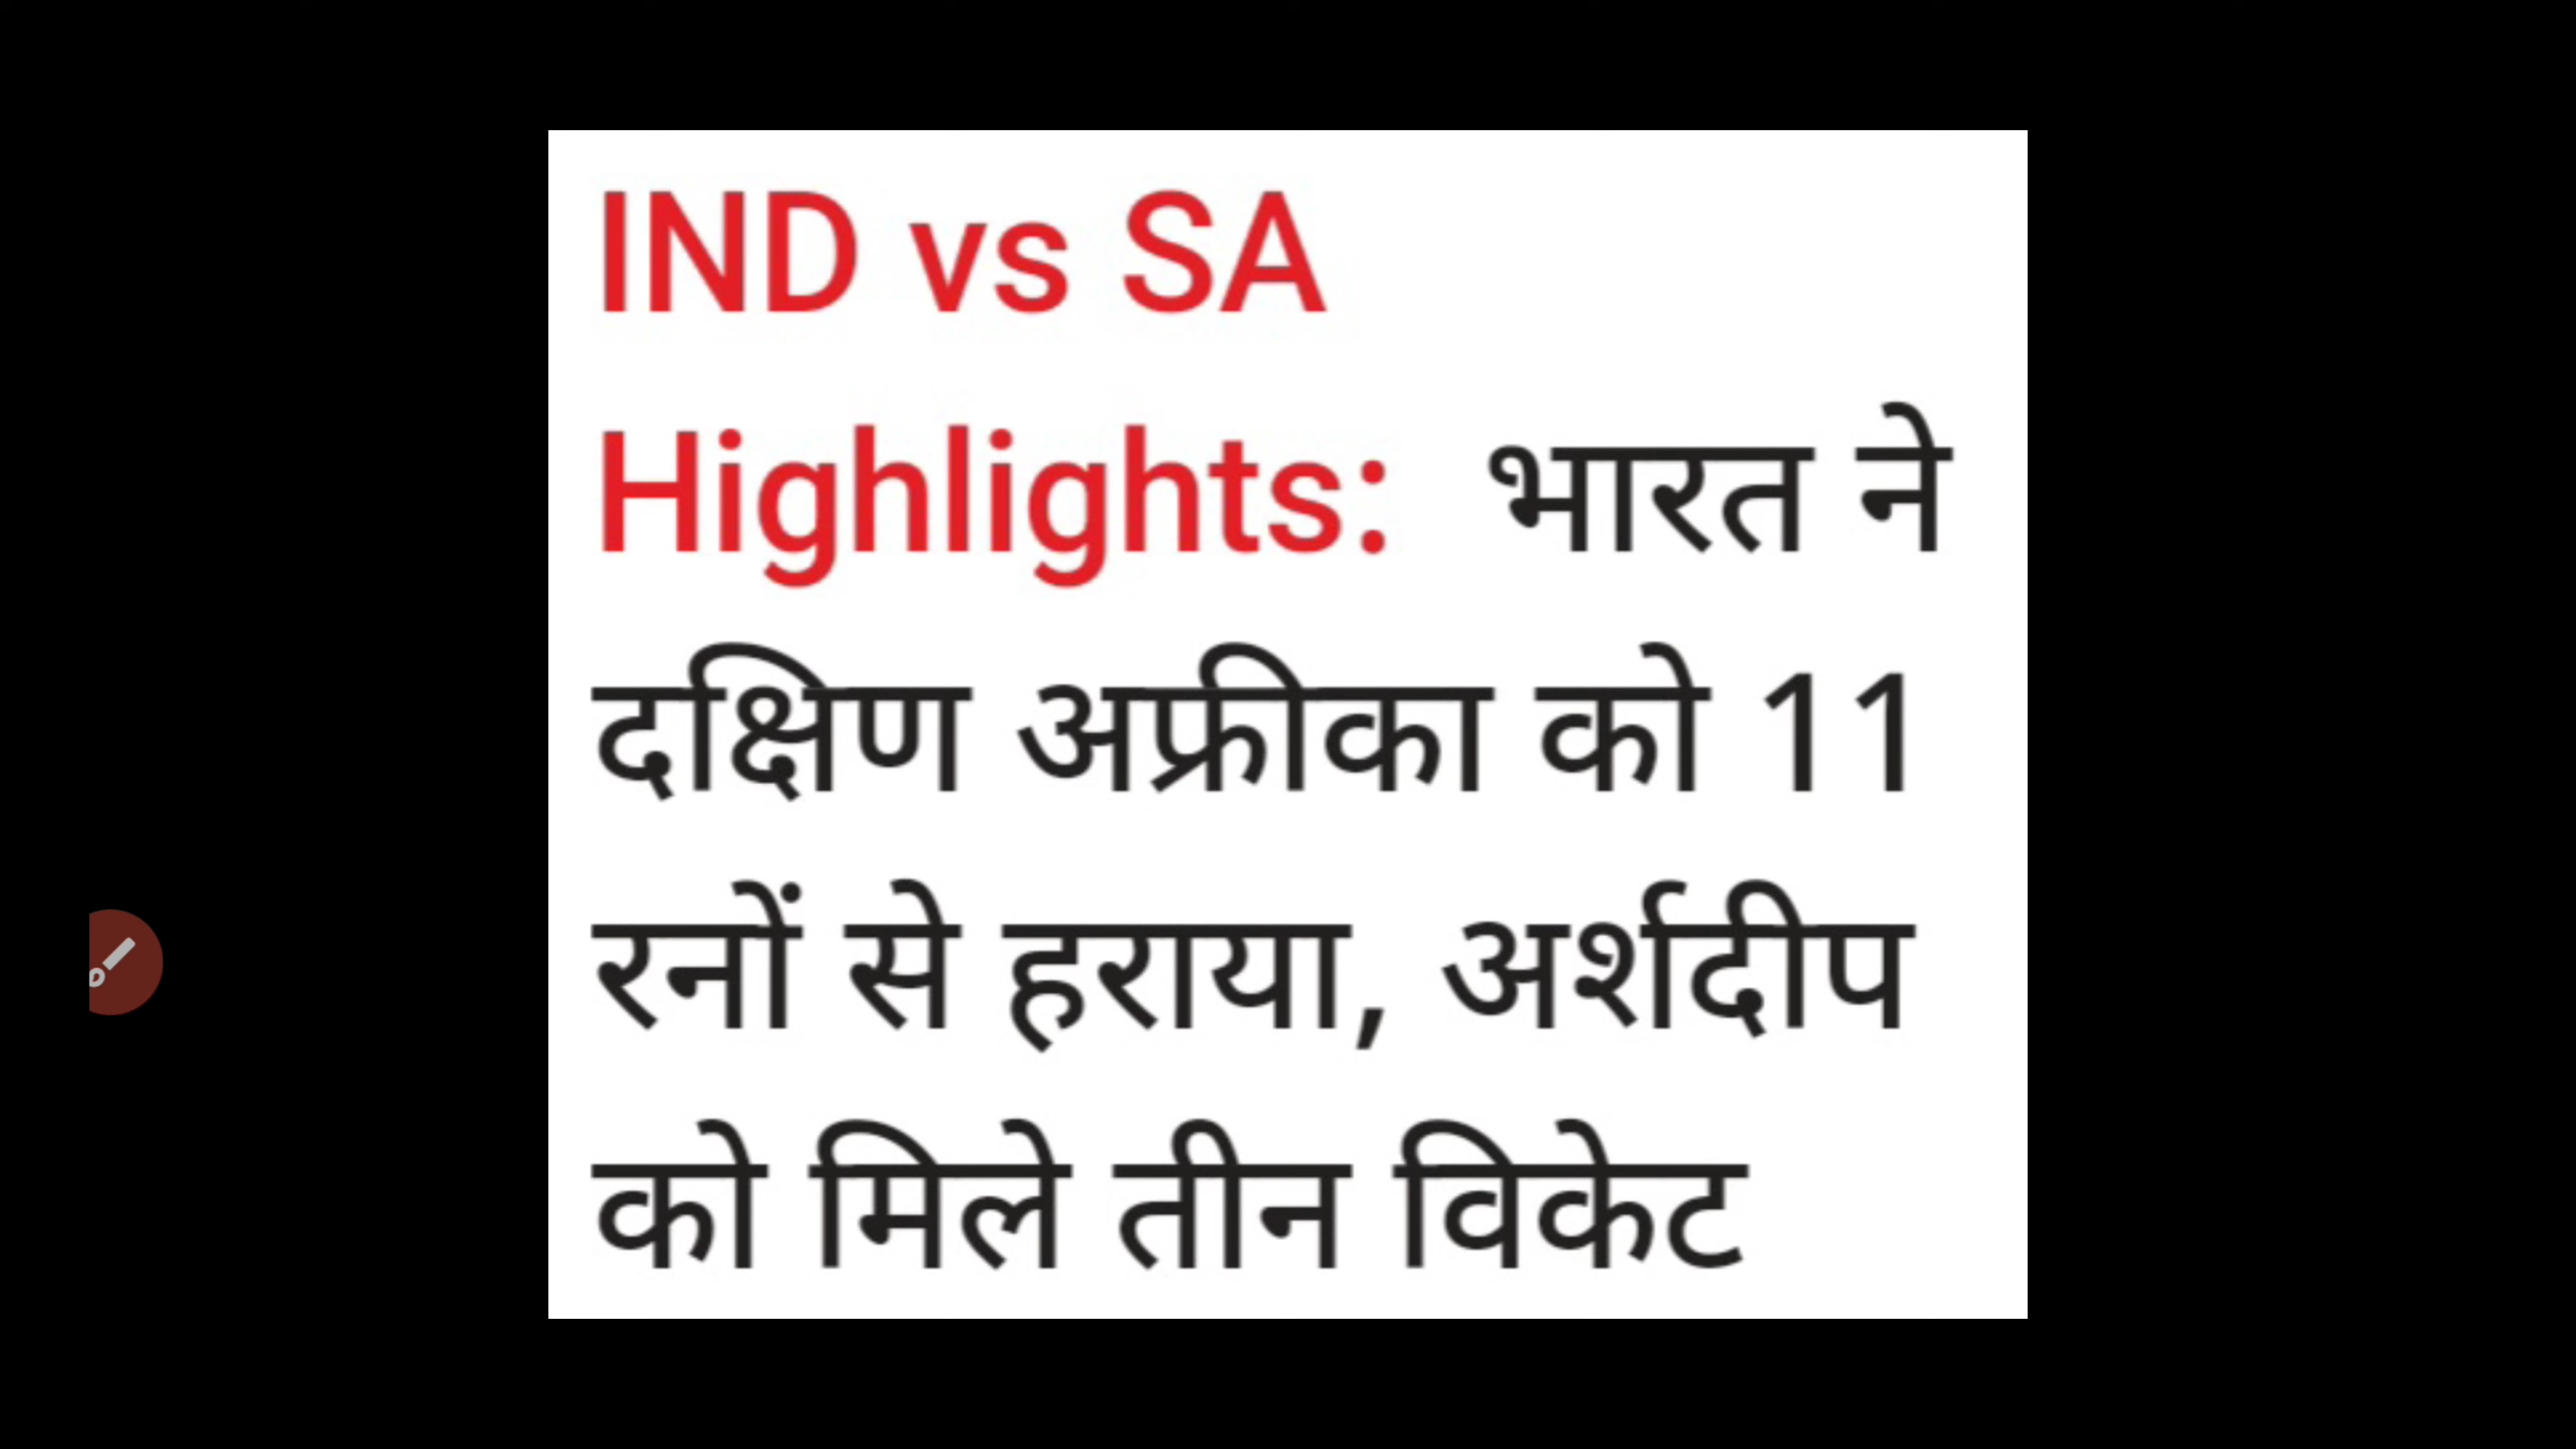 IND vs SA
Highlights: भारत ने
दक्षिण अफ्रीका को 11
रनों से हराया, अर्शदीप
को मिले तीन विकेट